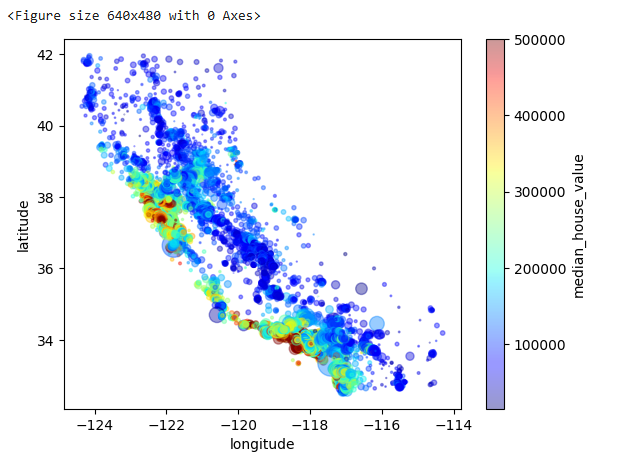 <Figure size 640x480 with 0 Axes>
42
40
38
36
34
latitude
−124 −122 −120 −118 −116 −114
longitude
500000
400000
300000
200000
100000
median_house_value